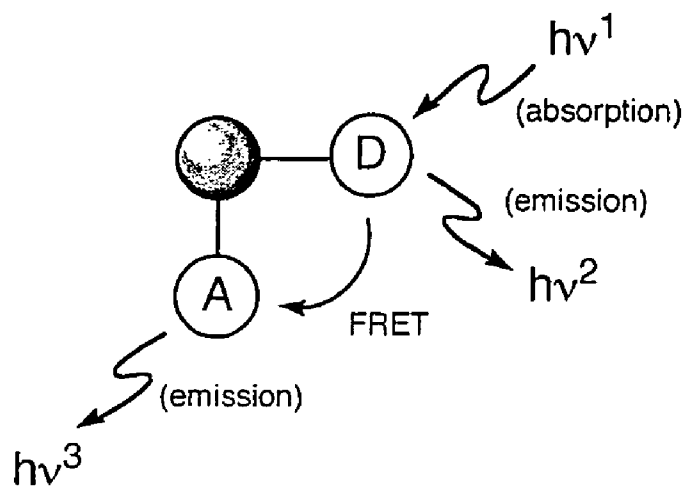 hν¹
(absorption)
D
(emission)
hν²
A
FRET
(emission)
hν³